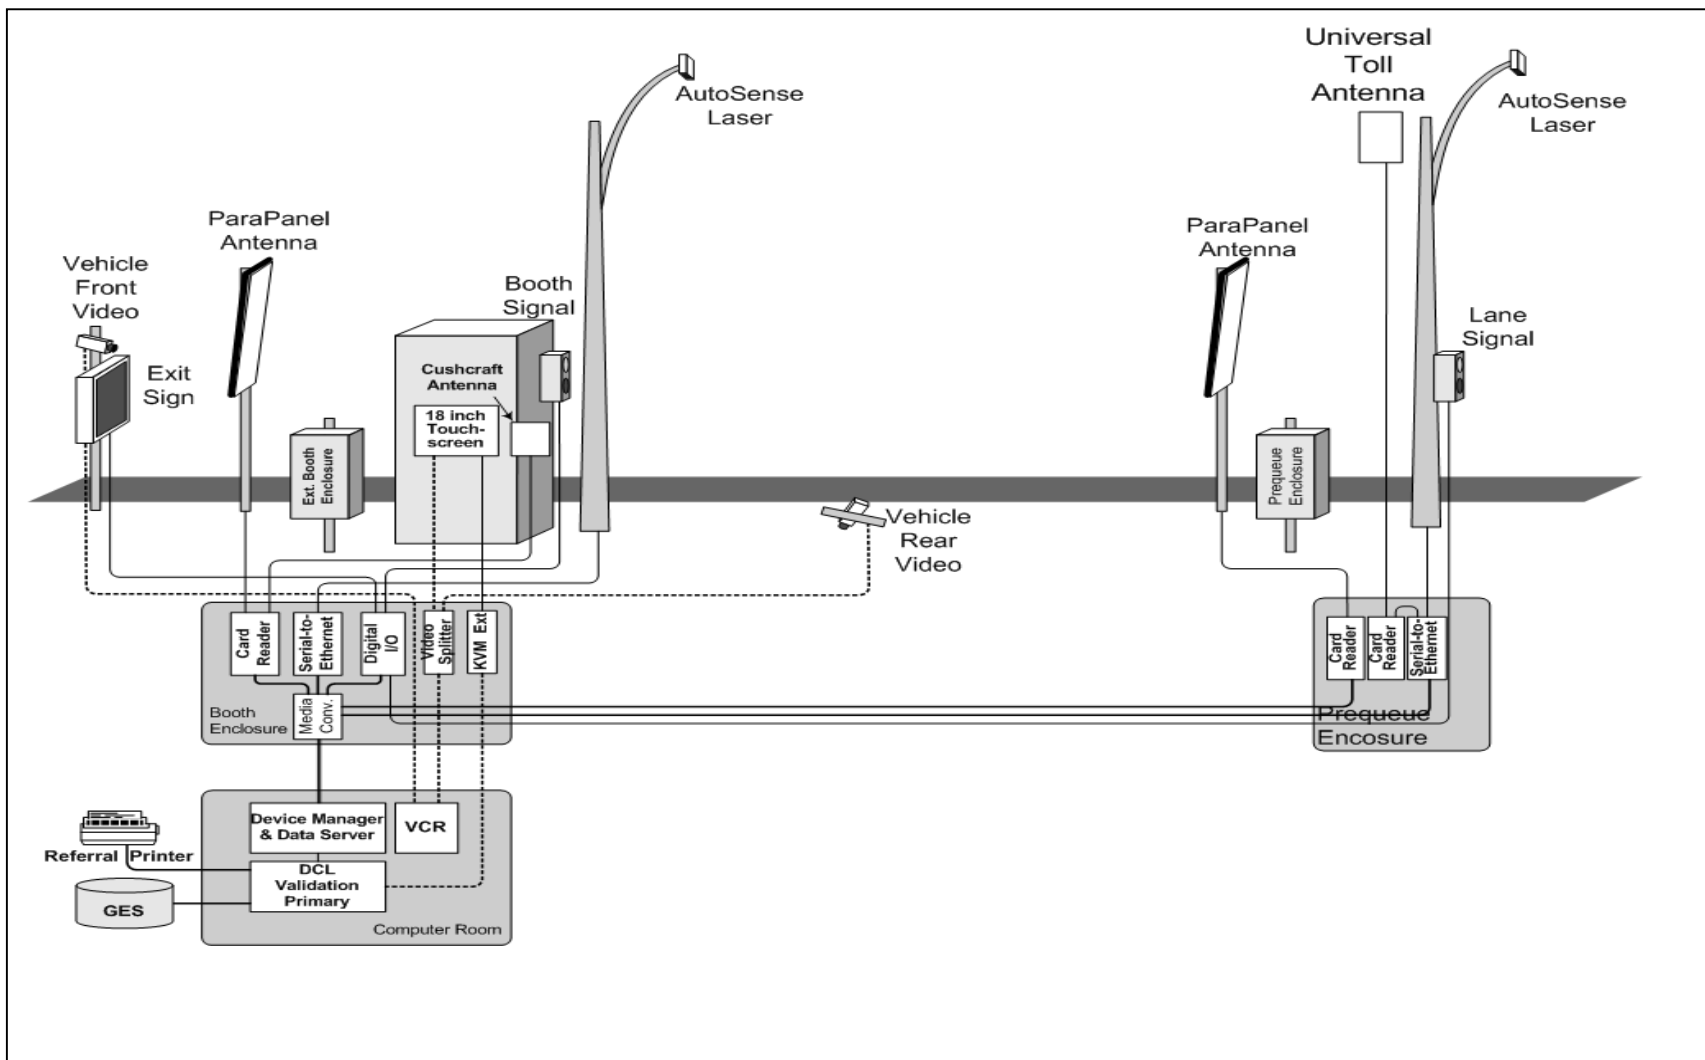 Universal
Toll
Antenna
AutoSense
Laser
AutoSense
Laser
ParaPanel
Antenna
ParaPanel
Antenna
Vehicle
Front
Video
Booth
Signal
Lane
Signal
Exit
Sign
Cushcraft
Antenna
18 inch
Touch-
screen
Ext. Booth
Enclosure
Prequeue
Enclosure
Vehicle
Rear
Video
Card
Reader
Serial-to-
Ethernet
Digital
I/O
Video
Splitter
KVM Ext
Card
Reader
Card
Reader
Serial-to-
Ethernet
Media
Conv.
Booth
Enclosure
Prequeue
Encosure
Device Manager
& Data Server
VCR
Referral Printer
DCL
Validation
Primary
GES
Computer Room